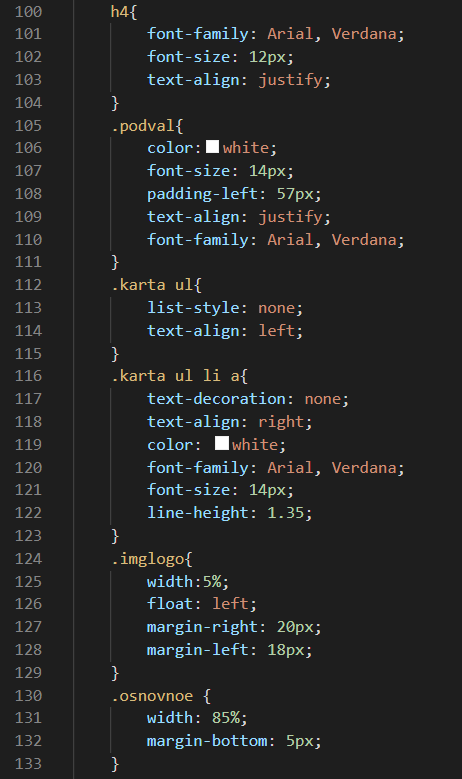 100 h4{
101 font-family: Arial, Verdana;
102 font-size: 12px;
103 text-align: justify;
104 }
105 .podval{
106 color: white;
107 font-size: 14px;
108 padding-left: 57px;
109 text-align: justify;
110 font-family: Arial, Verdana;
111 }
112 .karta ul{
113 list-style: none;
114 text-align: left;
115 }
116 .karta ul li a{
117 text-decoration: none;
118 text-align: right;
119 color: white;
120 font-family: Arial, Verdana;
121 font-size: 14px;
122 line-height: 1.35;
123 }
124 .imglogo{
125 width:5%;
126 float: left;
127 margin-right: 20px;
128 margin-left: 18px;
129 }
130 .osnovnoe {
131 width: 85%;
132 margin-bottom: 5px;
133 }